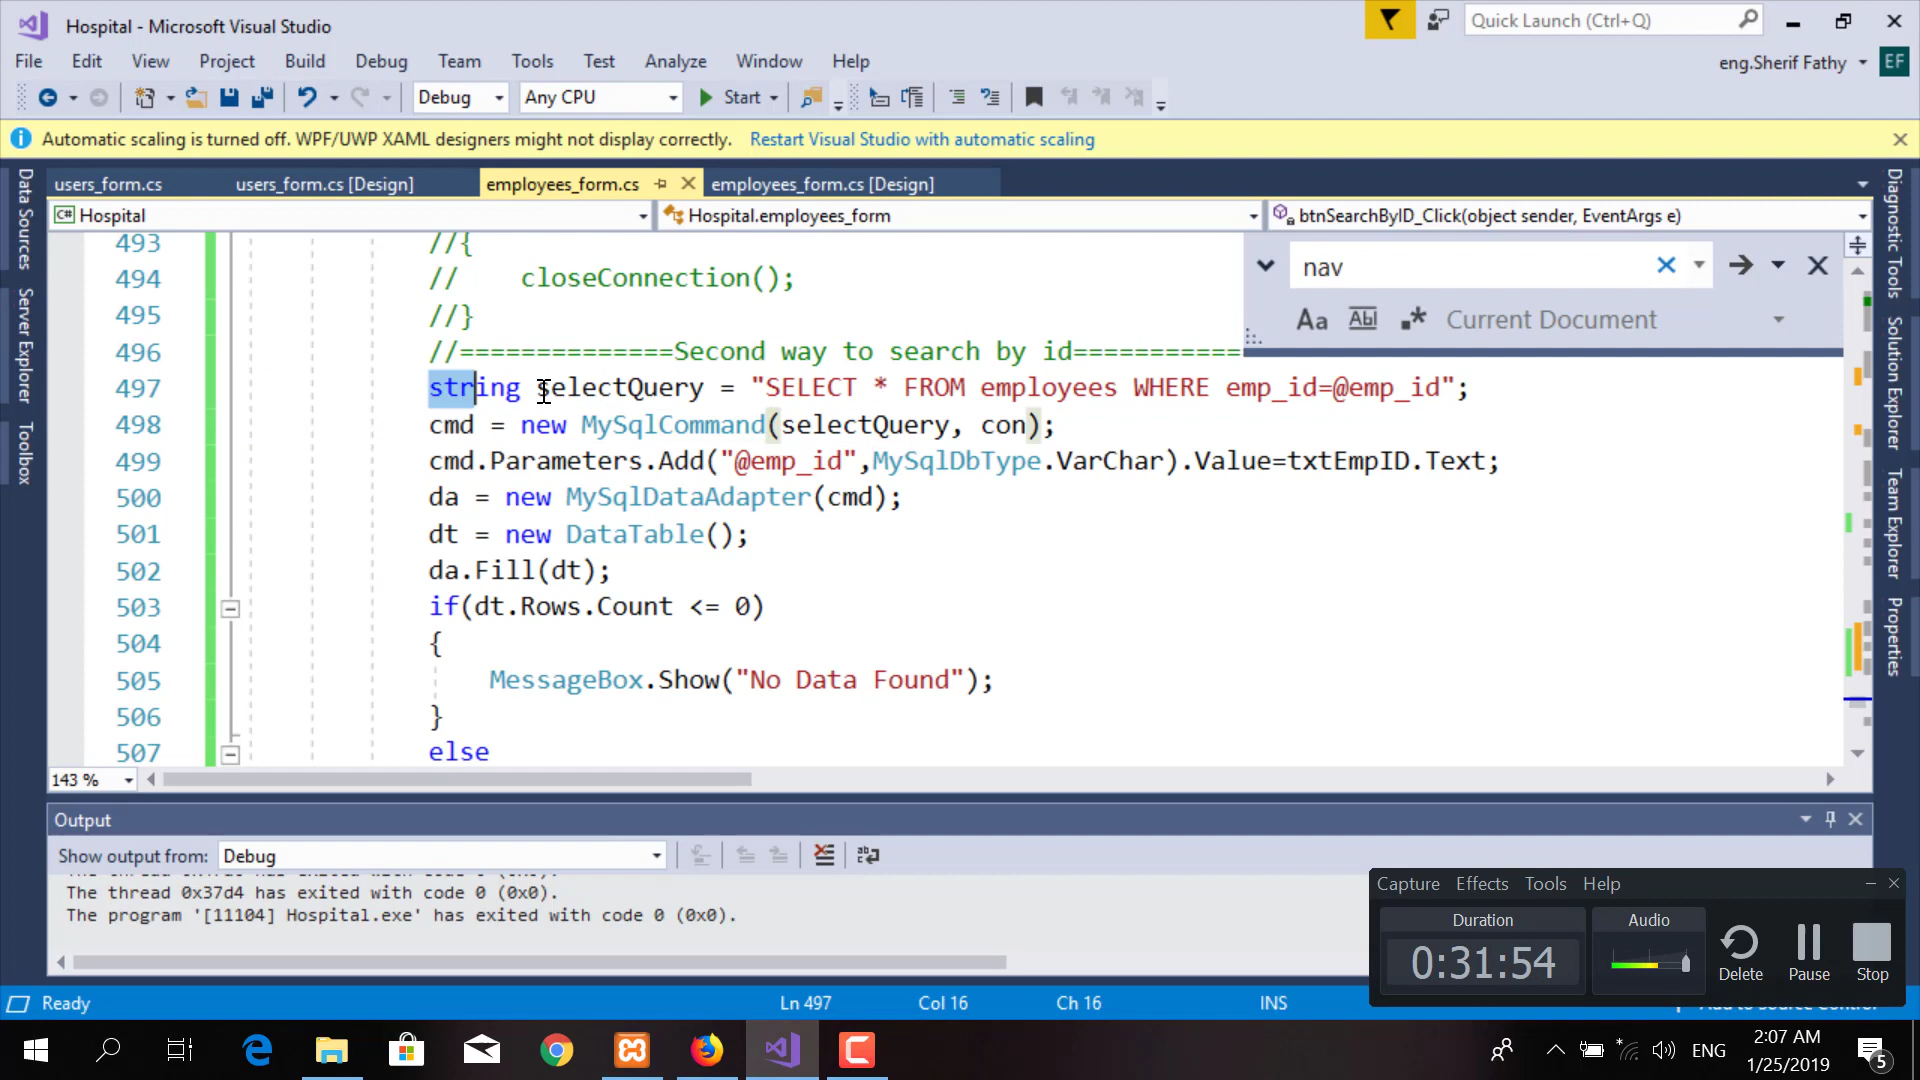 Hospital - Microsoft Visual Studio
Quick Launch (Ctrl+Q)
File Edit View Project Build Debug Team Tools Test Analyze Window Help
eng.Sherif Fathy EF
Debug Any CPU Start
Automatic scaling is turned off. WPF/UWP XAML designers might not display correctly. Restart Visual Studio with automatic scaling
users_form.cs users_form.cs [Design] employees_form.cs employees_form.cs [Design]
C# Hospital Hospital.employees_form btnSearchByID_Click(object sender, EventArgs e)
Data Sources
Server Explorer
Toolbox
nav
Aa Abl .* Current Document
493 //{
494 // closeConnection();
495 //}
496 //==============Second way to search by id===========
497 string selectQuery = "SELECT * FROM employees WHERE emp_id=@emp_id";
498 cmd = new MySqlCommand(selectQuery, con);
499 cmd.Parameters.Add("@emp_id",MySqlDbType.VarChar).Value=txtEmpID.Text;
500 da = new MySqlDataAdapter(cmd);
501 dt = new DataTable();
502 da.Fill(dt);
503 if(dt.Rows.Count <= 0)
504 {
505 MessageBox.Show("No Data Found");
506 }
507 else
Diagnostic Tools
Solution Explorer
Team Explorer
Properties
143 %
Output
Show output from: Debug
The thread 0x37d4 has exited with code 0 (0x0).
The program '[11104] Hospital.exe' has exited with code 0 (0x0).
Capture Effects Tools Help
Duration Audio
0:31:54
Delete Pause Stop
Ready Ln 497 Col 16 Ch 16 INS
ENG
2:07 AM
1/25/2019
5